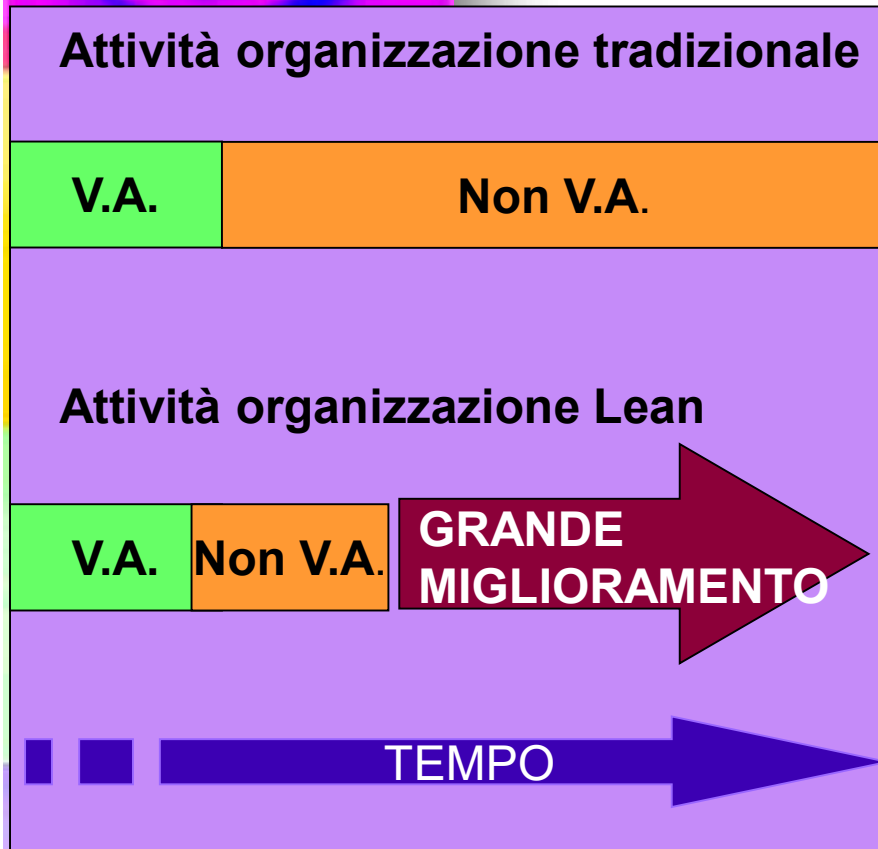 Attività organizzazione tradizionale
V.A. Non V.A.
Attività organizzazione Lean
V.A. Non V.A.
GRANDE
MIGLIORAMENTO
TEMPO